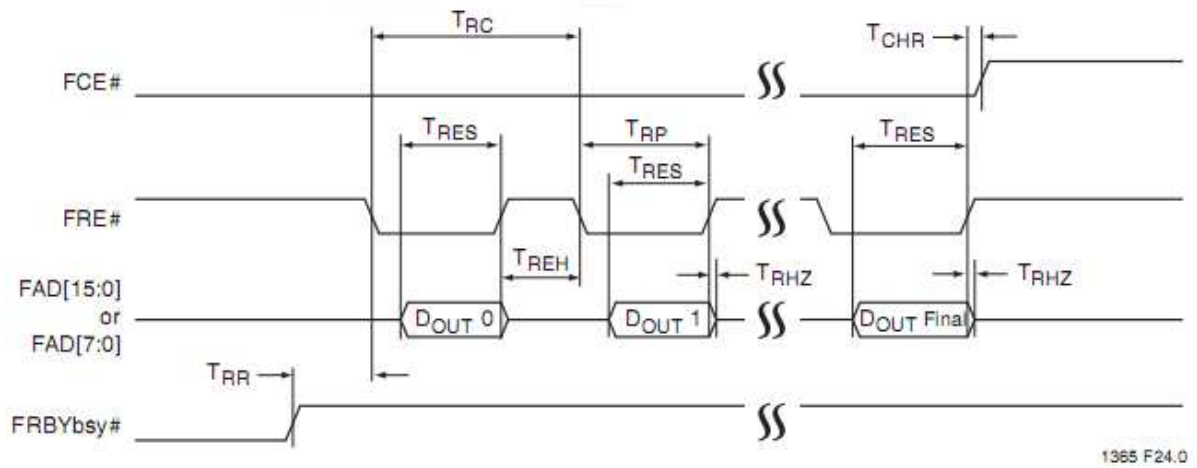 TRC
TCHR
FCE#
TRES
TRP
TRES
TRES
FRE#
TREH
TRHZ
TRHZ
FAD[15:0]
or
FAD[7:0]
DOUT 0
DOUT 1
DOUT Final
TRR
FRBYbsy#
1365 F24.0